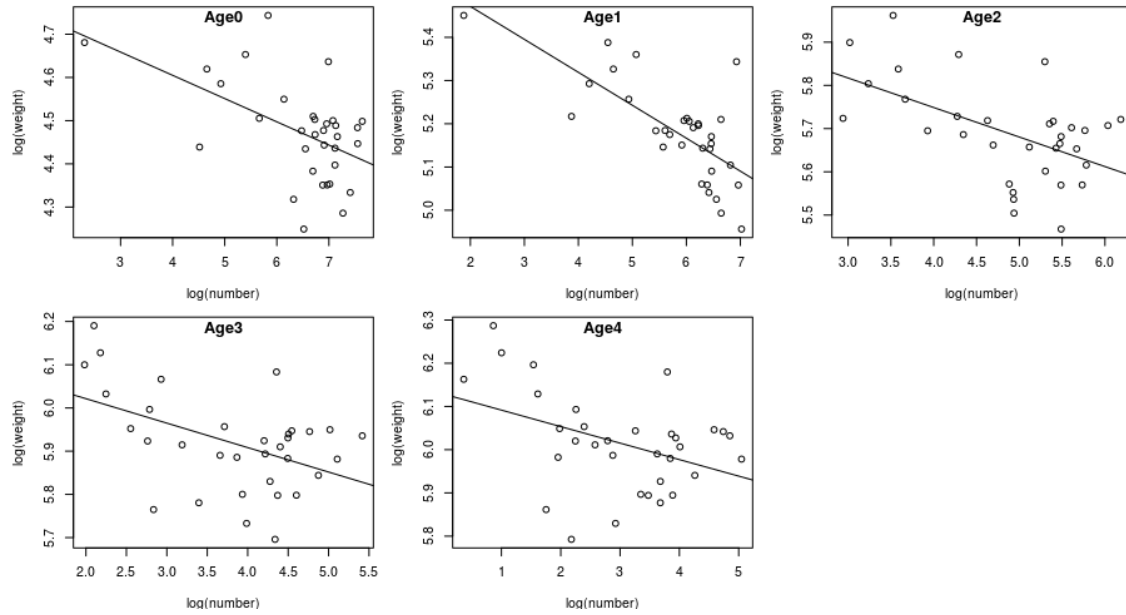 Age0
log(weight)
4.3 4.4 4.5 4.6 4.7
3 4 5 6 7
log(number)
Age1
log(weight)
5.0 5.1 5.2 5.3 5.4
2 3 4 5 6 7
log(number)
Age2
log(weight)
5.5 5.6 5.7 5.8 5.9
3.0 3.5 4.0 4.5 5.0 5.5 6.0
log(number)
Age3
log(weight)
5.7 5.8 5.9 6.0 6.1 6.2
2.0 2.5 3.0 3.5 4.0 4.5 5.0 5.5
log(number)
Age4
log(weight)
5.8 5.9 6.0 6.1 6.2 6.3
1 2 3 4 5
log(number)